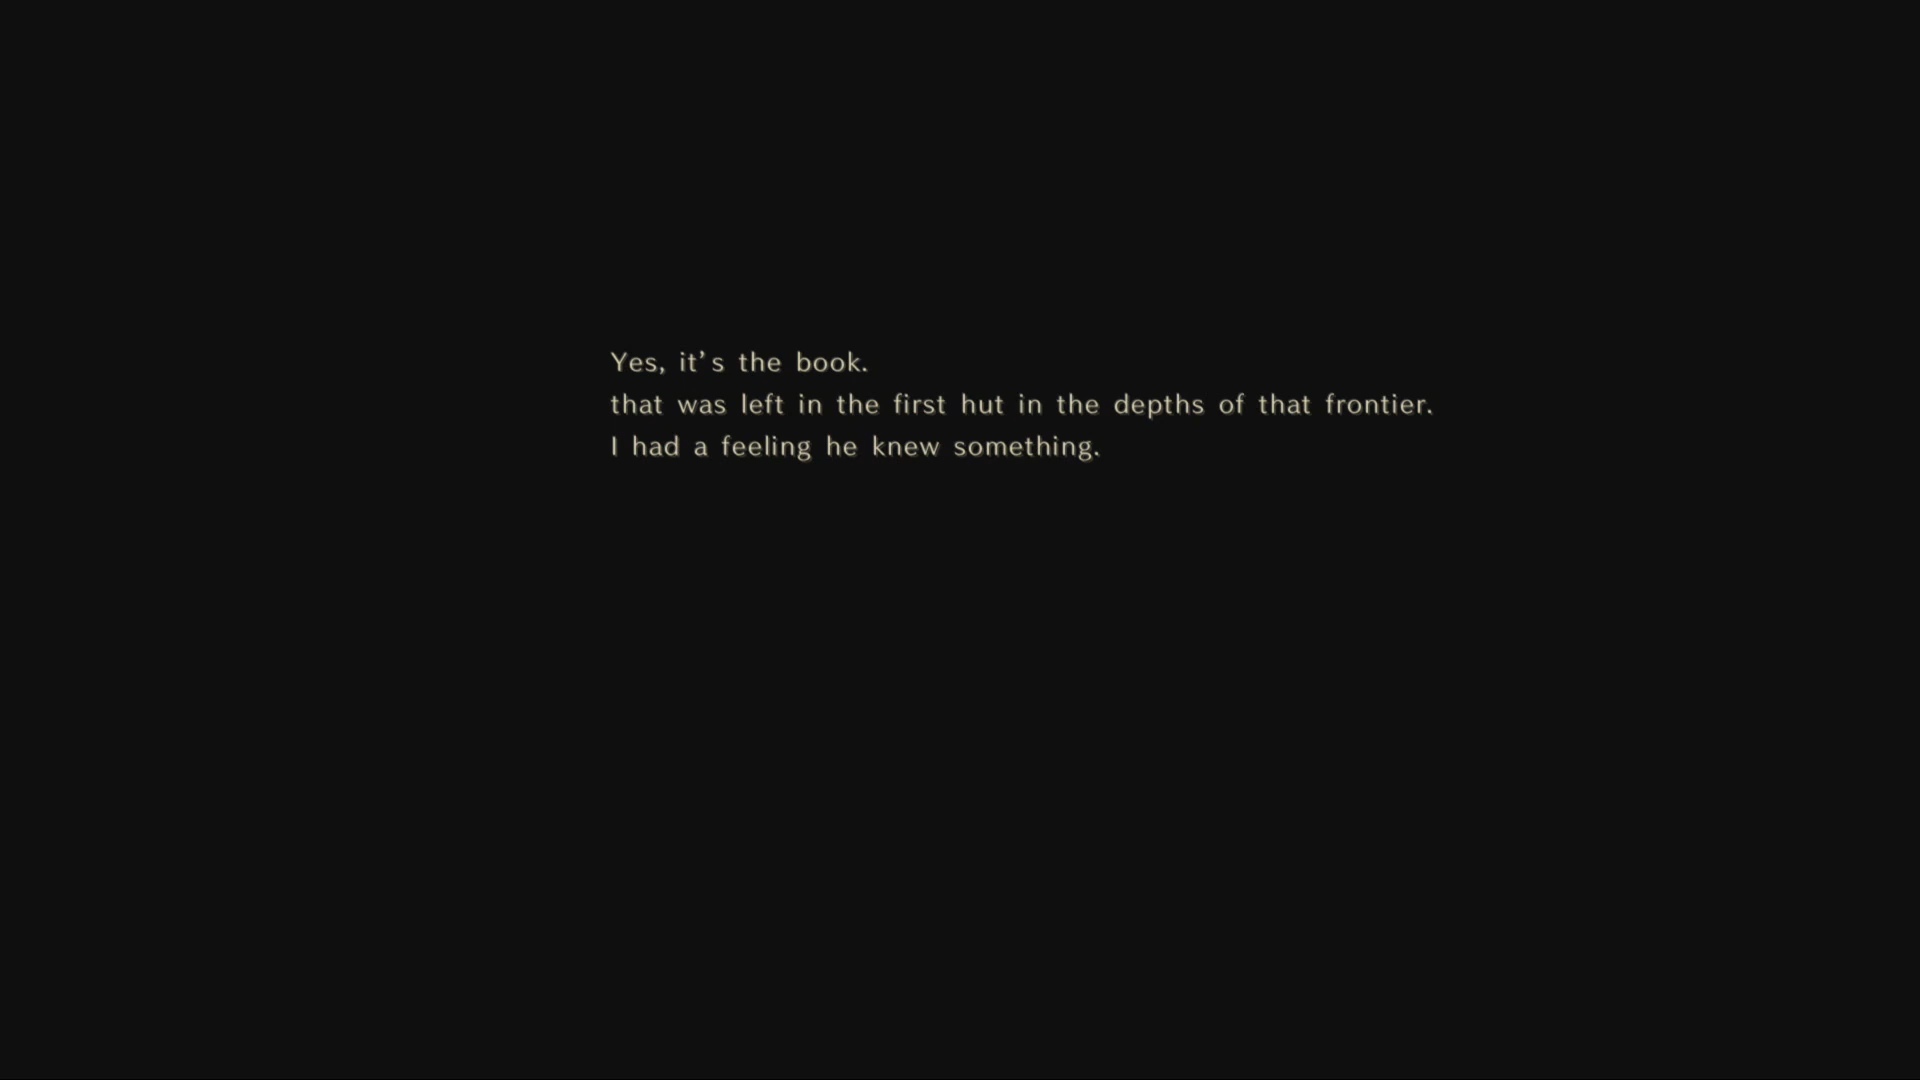 Yes, it’s the book.
that was left in the first hut in the depths of that frontier.
I had a feeling he knew something.